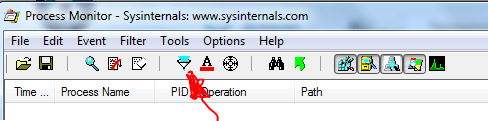 Process Monitor - Sysinternals: www.sysinternals.com
File Edit Event Filter Tools Options Help
A
Time ... Process Name PID Operation Path